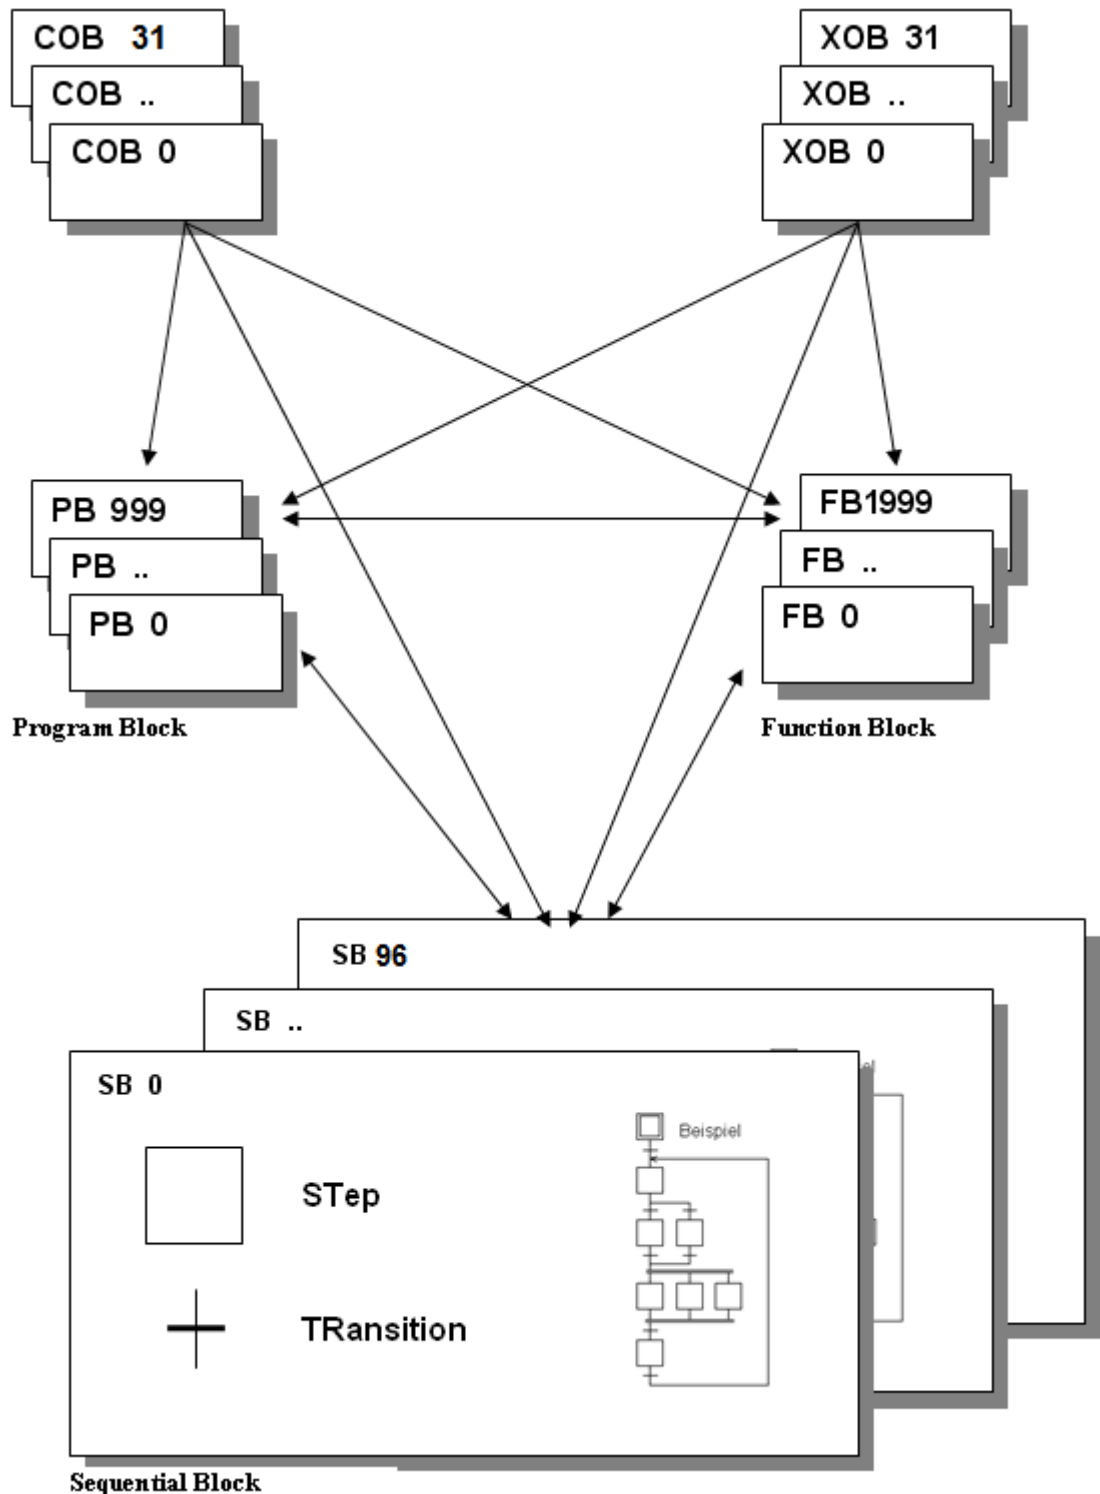 COB 31
COB ..
COB 0
XOB 31
XOB ..
XOB 0
PB 999
PB ..
PB 0
Program Block
FB1999
FB ..
FB 0
Function Block
SB 96
SB ..
SB 0
el
STep
TRansition
Beispiel
Sequential Block